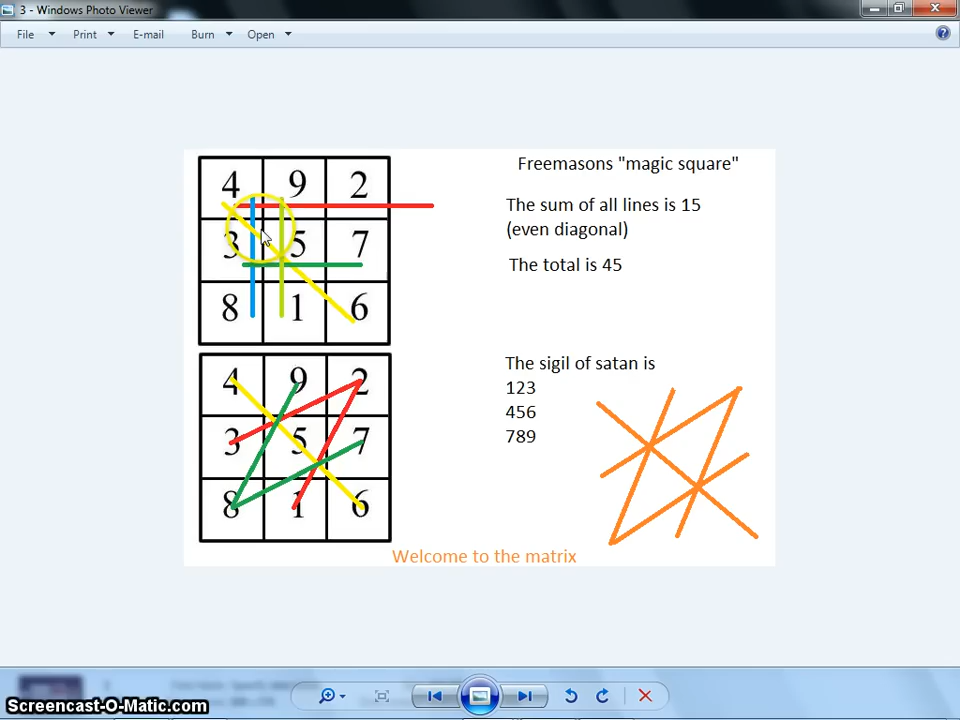 3 - Windows Photo Viewer
File Print E-mail Burn Open
4 9 2
3 5 7
8 1 6
Freemasons "magic square"
The sum of all lines is 15
(even diagonal)
The total is 45
4 9 2
3 5 7
8 1 6
The sigil of satan is
123
456
789
Welcome to the matrix
Screencast-O-Matic.com